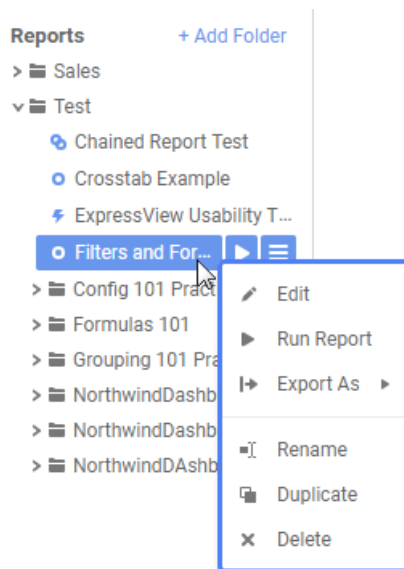 Reports + Add Folder
Sales
Test
Chained Report Test
Crosstab Example
ExpressView Usability T...
Filters and For...
Config 101 Pract
Formulas 101
Grouping 101 Pra
NorthwindDashb
NorthwindDashb
NorthwindDAshb
Edit
Run Report
Export As
Rename
Duplicate
Delete